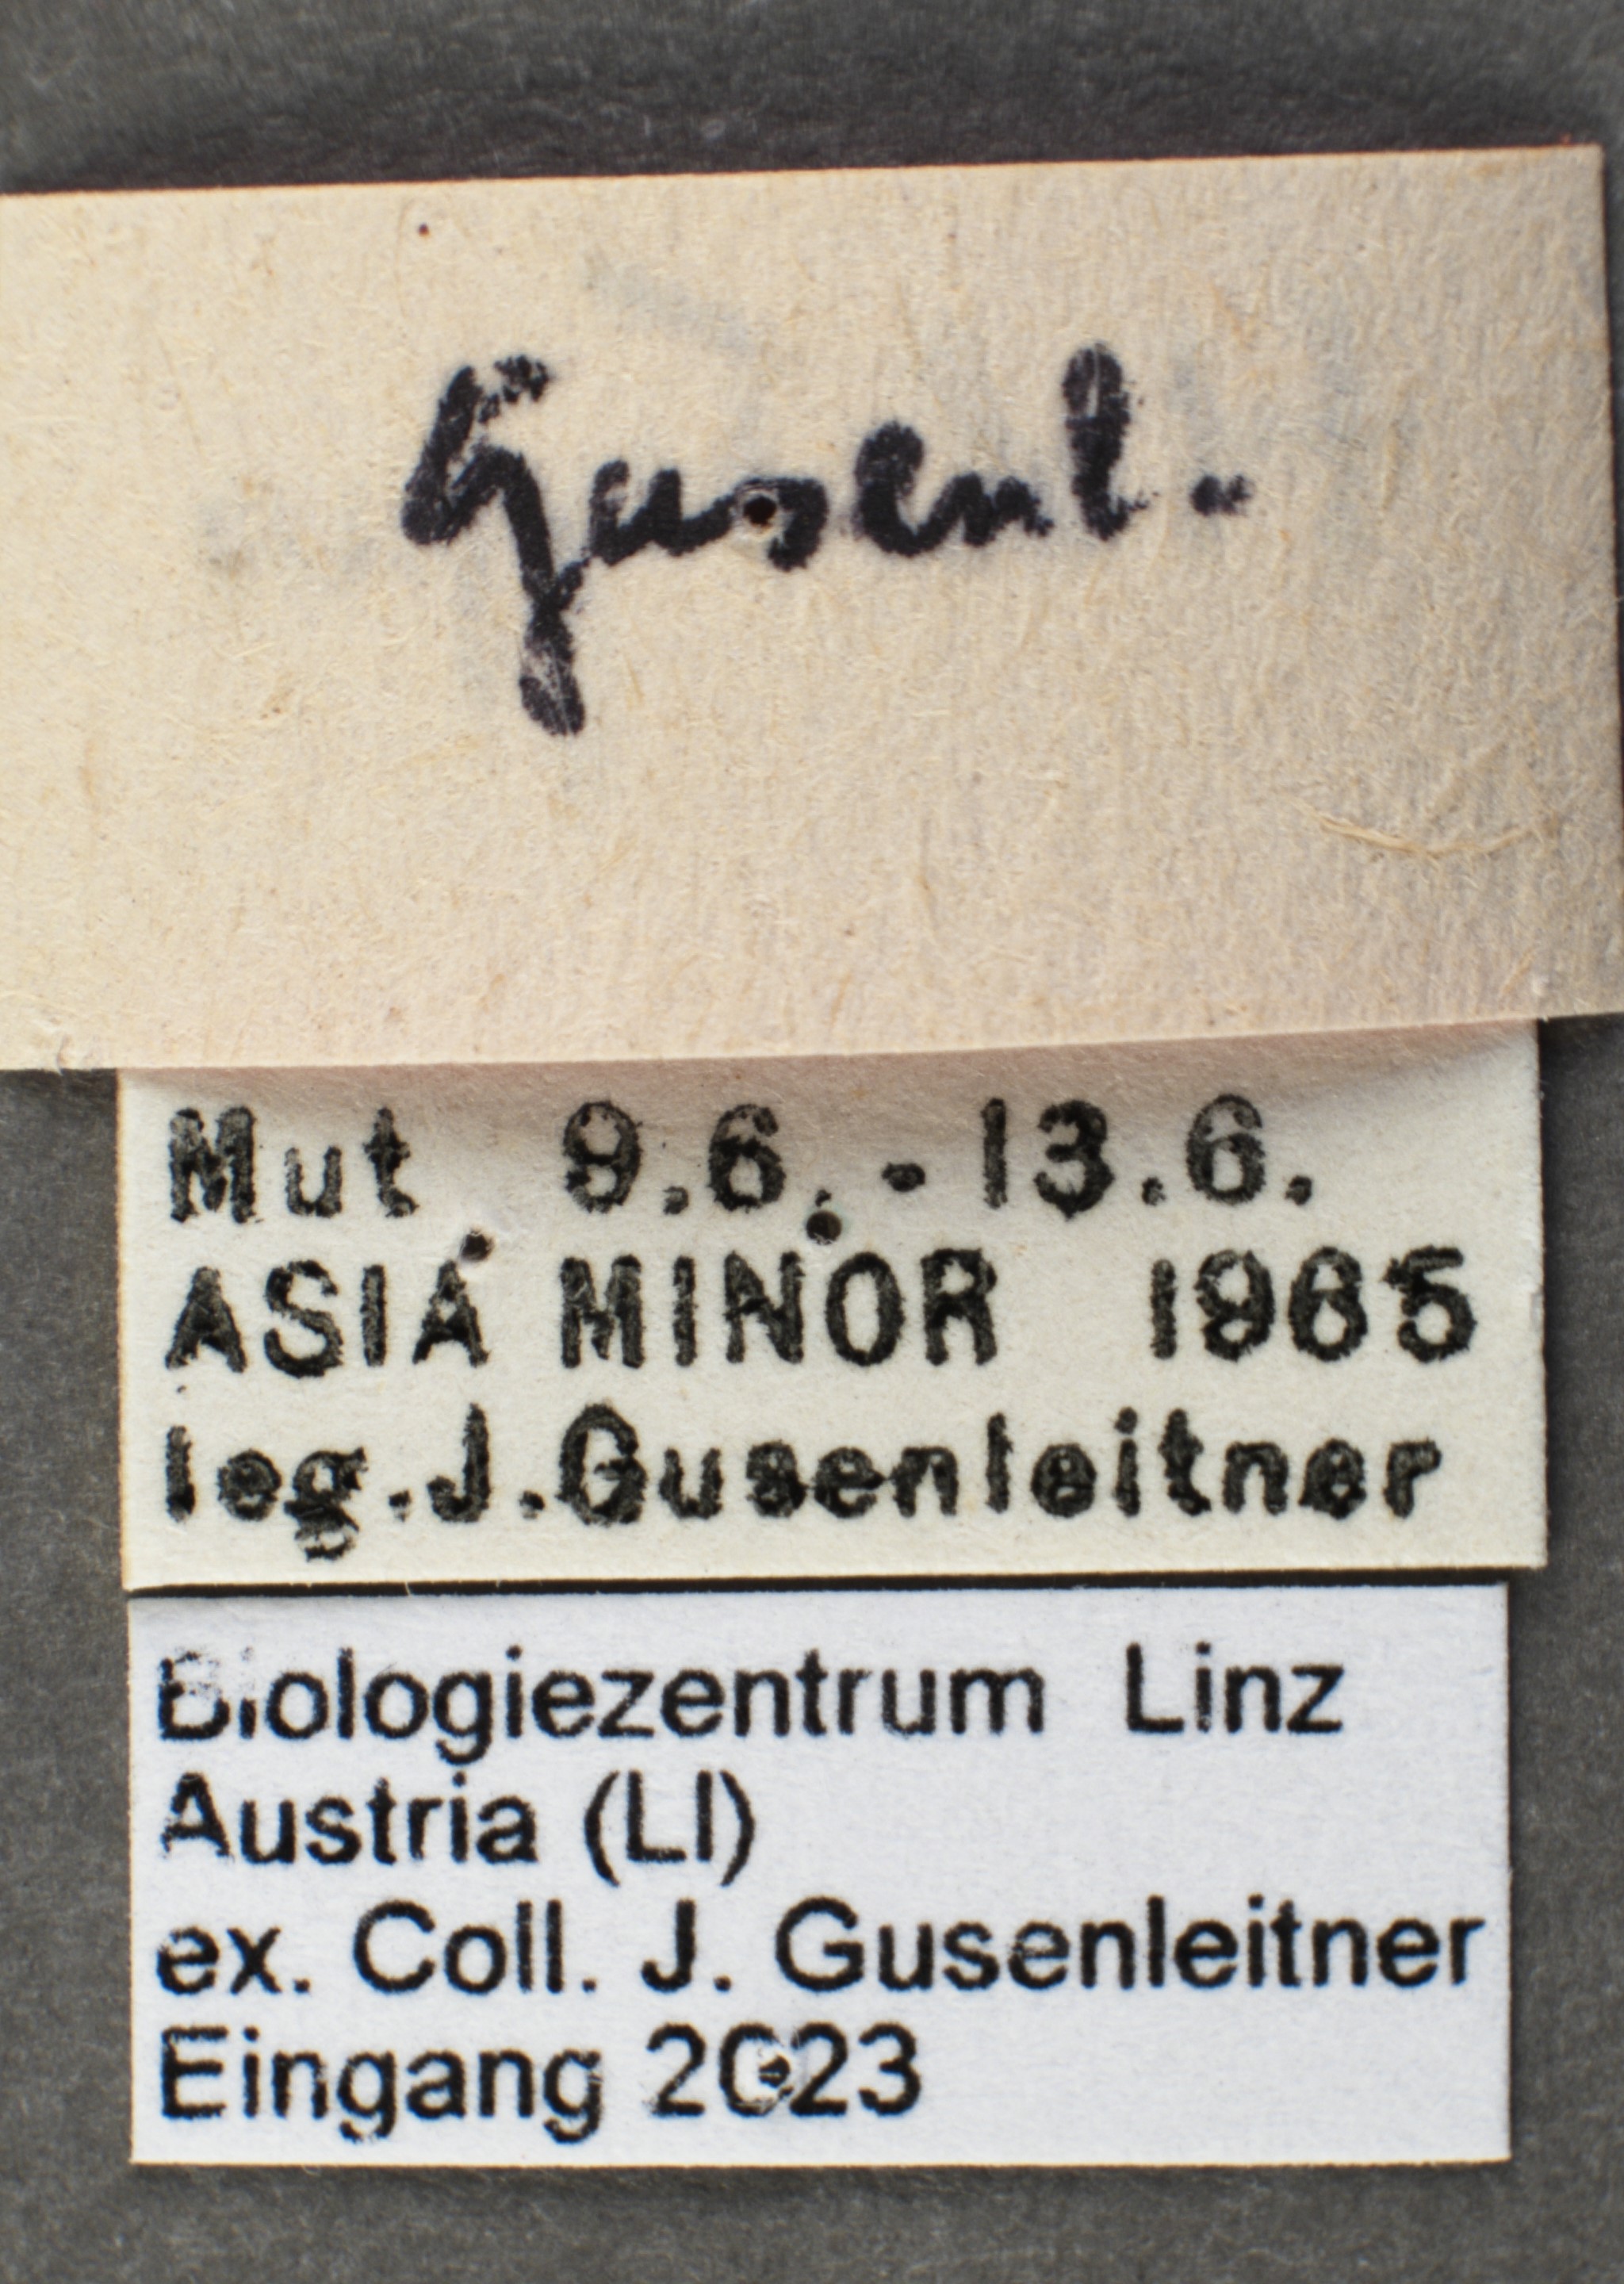 Gusenl.
Mut 9.6.-13.6.
ASIA MINOR 1965
leg.J.Gusenleitner
Biologiezentrum Linz
Austria (LI)
ex. Coll. J. Gusenleitner
Eingang 2023